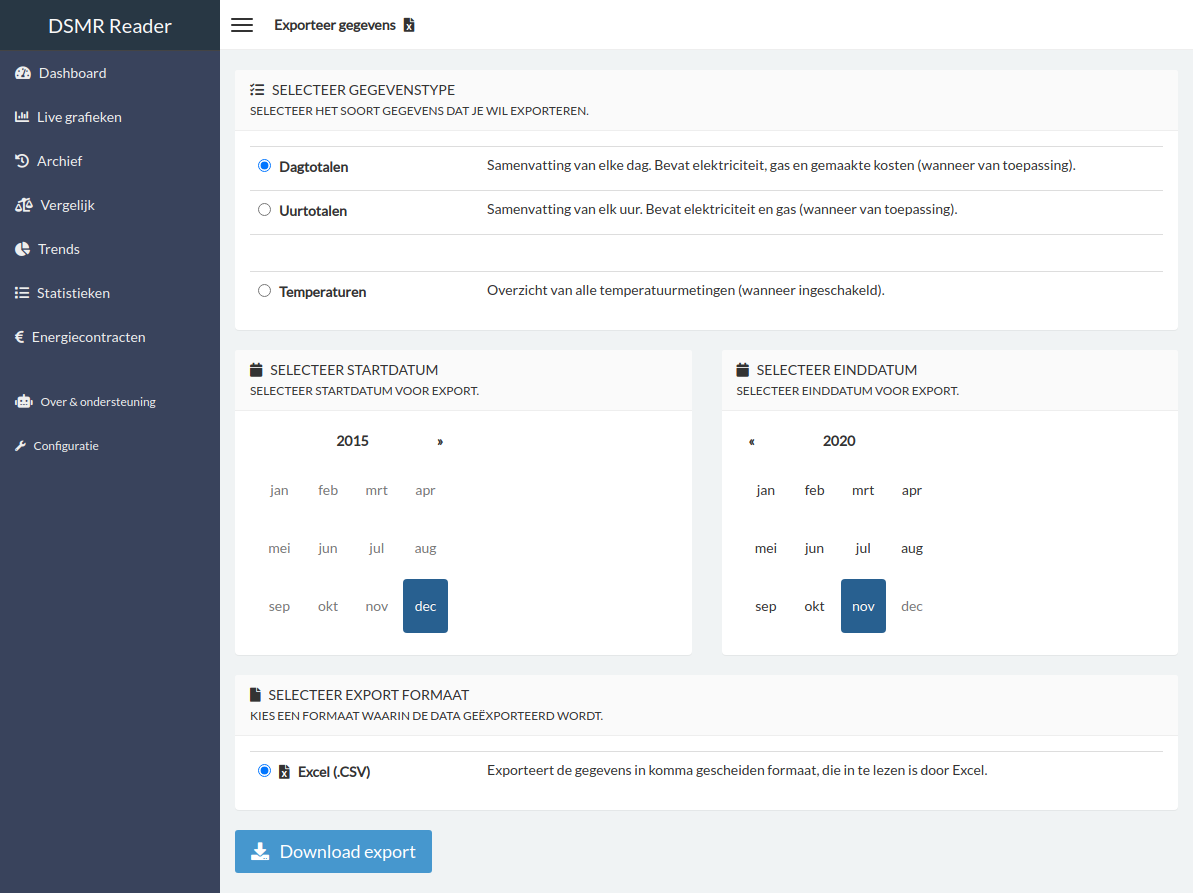 DSMR Reader
Exporteer gegevens
Dashboard
Live grafieken
Archief
Vergelijk
Trends
Statistieken
€ Energiecontracten
Over & ondersteuning
Configuratie
SELECTEER GEGEVENSTYPE
SELECTEER HET SOORT GEGEVENS DAT JE WIL EXPORTEREN.
Dagtotalen Samenvatting van elke dag. Bevat elektriciteit, gas en gemaakte kosten (wanneer van toepassing).
Uurtotalen Samenvatting van elk uur. Bevat elektriciteit en gas (wanneer van toepassing).
Temperaturen Overzicht van alle temperatuurmetingen (wanneer ingeschakeld).
SELECTEER STARTDATUM
SELECTEER STARTDATUM VOOR EXPORT.
2015 »
jan feb mrt apr
mei jun jul aug
sep okt nov dec
SELECTEER EINDDATUM
SELECTEER EINDDATUM VOOR EXPORT.
« 2020
jan feb mrt apr
mei jun jul aug
sep okt nov dec
SELECTEER EXPORT FORMAAT
KIES EEN FORMAAT WAARIN DE DATA GEËXPORTEERD WORDT.
Excel (.CSV) Exporteert de gegevens in komma gescheiden formaat, die in te lezen is door Excel.
Download export